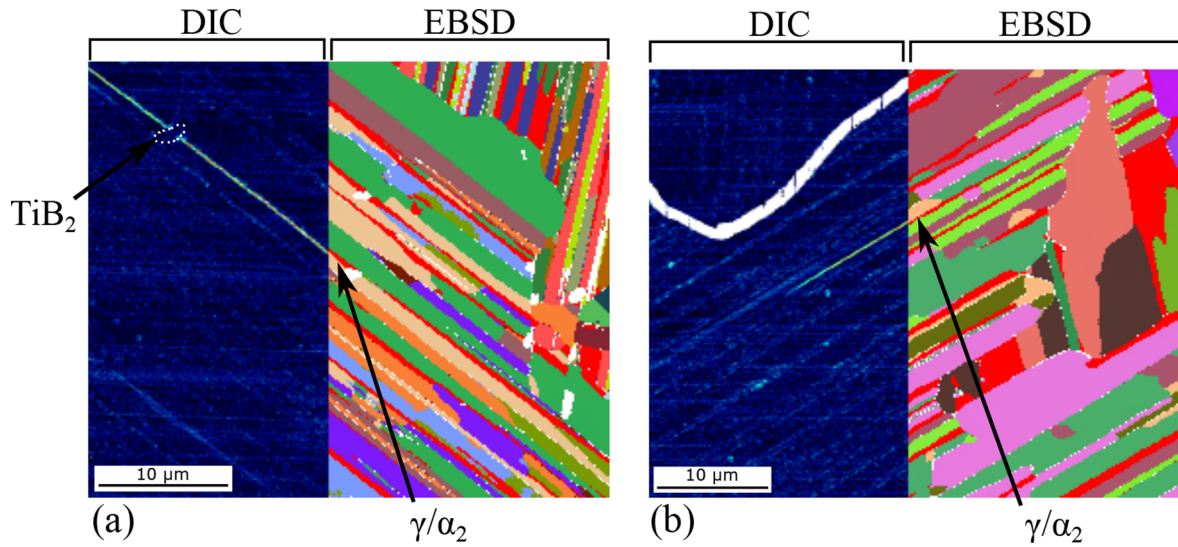 DIC EBSD DIC EBSD
TiB₂
10 µm 10 µm
(a) γ/α₂ (b) γ/α₂